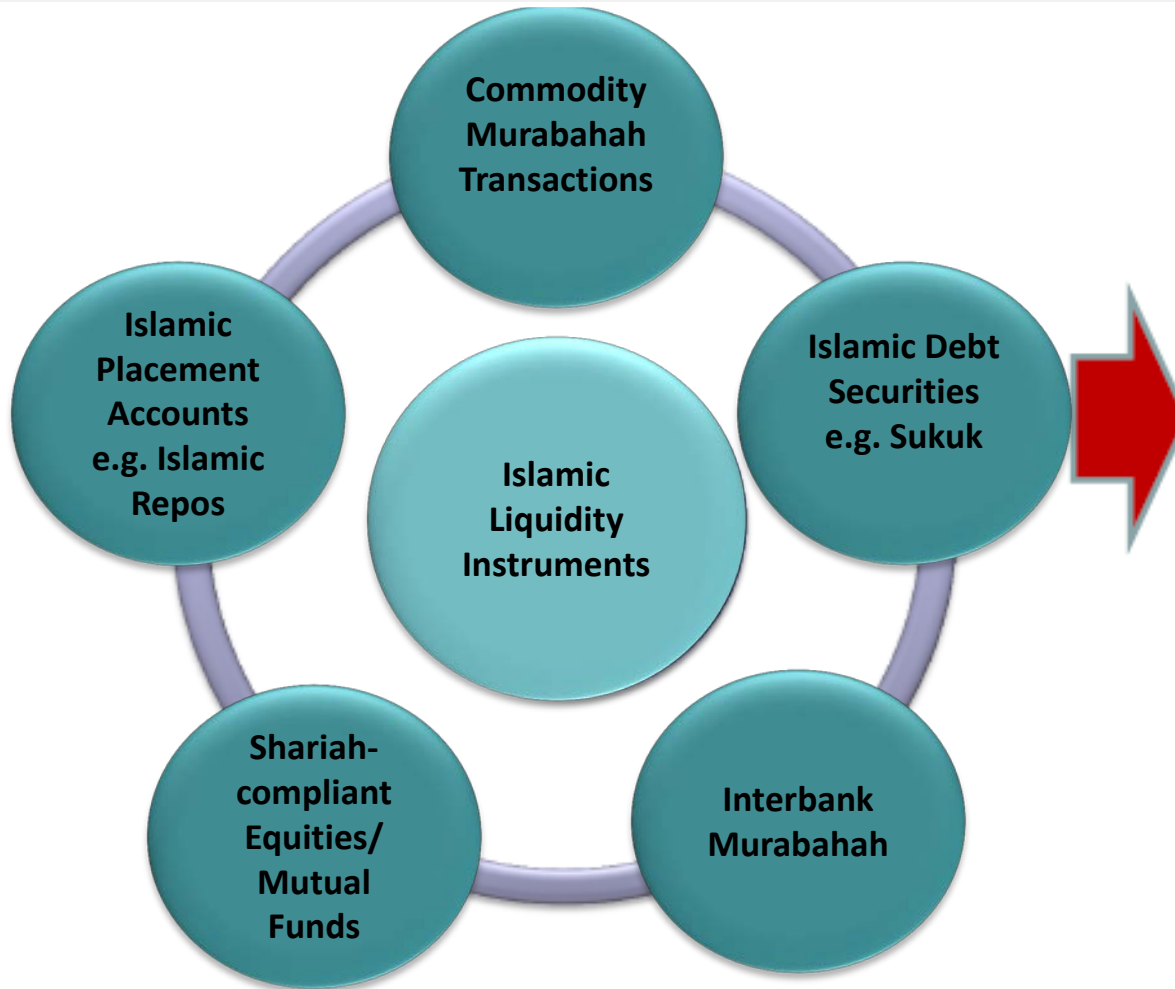 Commodity
Murabahah
Transactions
Islamic
Placement
Accounts
e.g. Islamic
Repos
Islamic Debt
Securities
e.g. Sukuk
Islamic
Liquidity
Instruments
Shariah-
compliant
Equities/
Mutual
Funds
Interbank
Murabahah